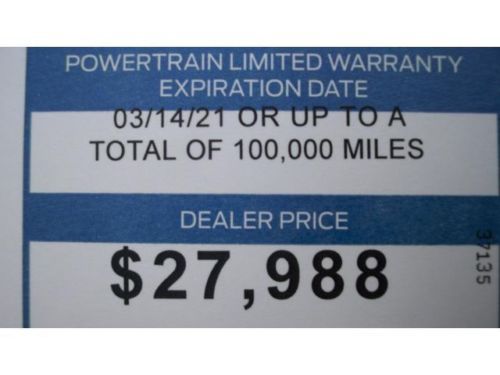 POWERTRAIN LIMITED WARRANTY
EXPIRATION DATE
03/14/21 OR UP TO A
TOTAL OF 100,000 MILES
DEALER PRICE
$27,988
37135